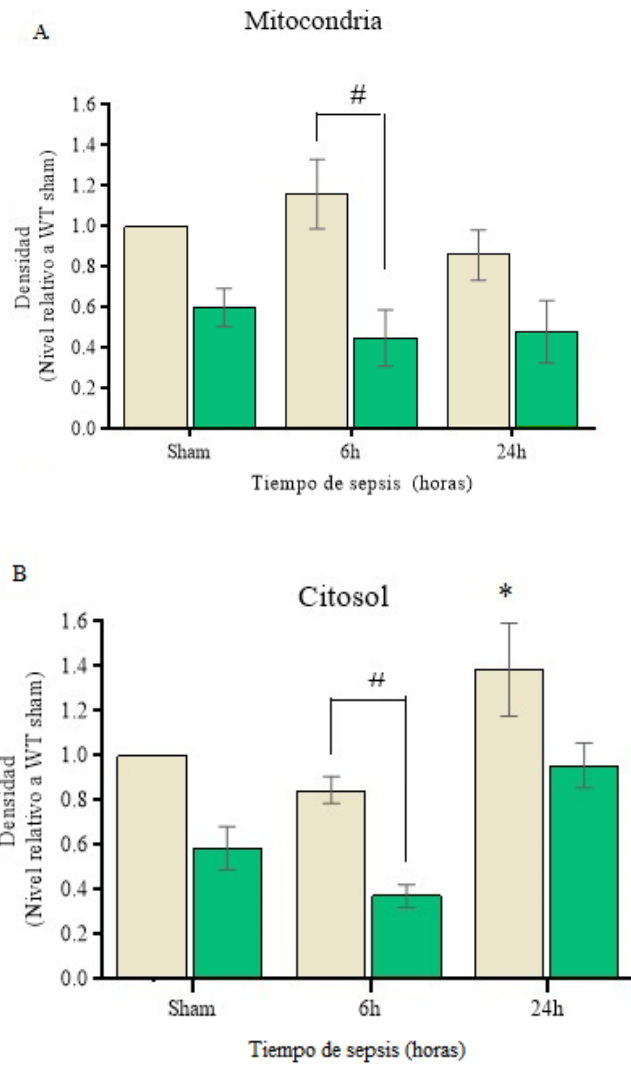 A
Mitocondria
#
1.6
1.4
1.2
1.0
0.8
0.6
0.4
0.2
0.0
Densidad
(Nivel relativo a WT sham)
Sham 6h 24h
Tiempo de sepsis (horas)
B
Citosol
*
#
1.6
1.4
1.2
1.0
0.8
0.6
0.4
0.2
0.0
Densidad
(Nivel relativo a WT sham)
Sham 6h 24h
Tiempo de sepsis (horas)